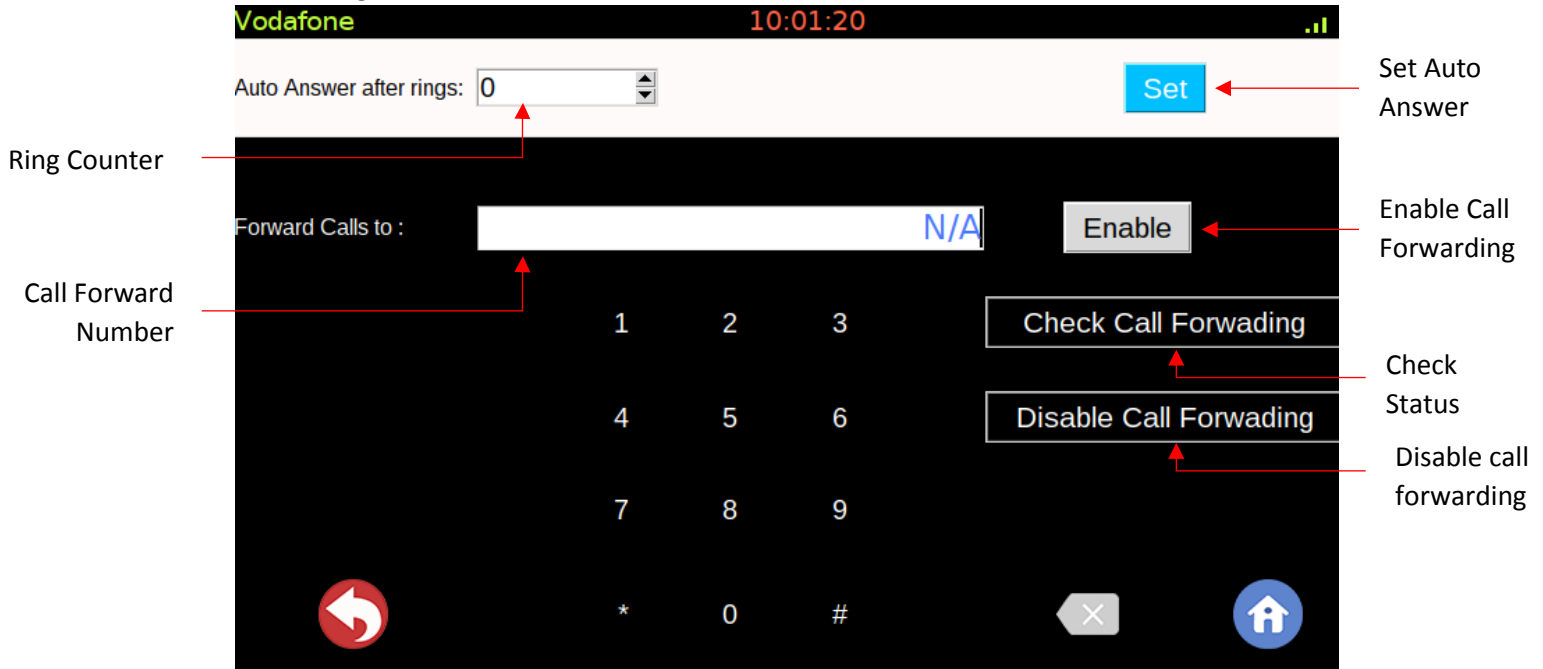 Vodafone 10:01:20
Auto Answer after rings: 0 Set
Set Auto
Answer
Ring Counter
Forward Calls to : N/A Enable
Enable Call
Forwarding
Call Forward
Number
1 2 3 Check Call Forwading
Check
Status
4 5 6 Disable Call Forwading
Disable call
forwarding
7 8 9
* 0 #